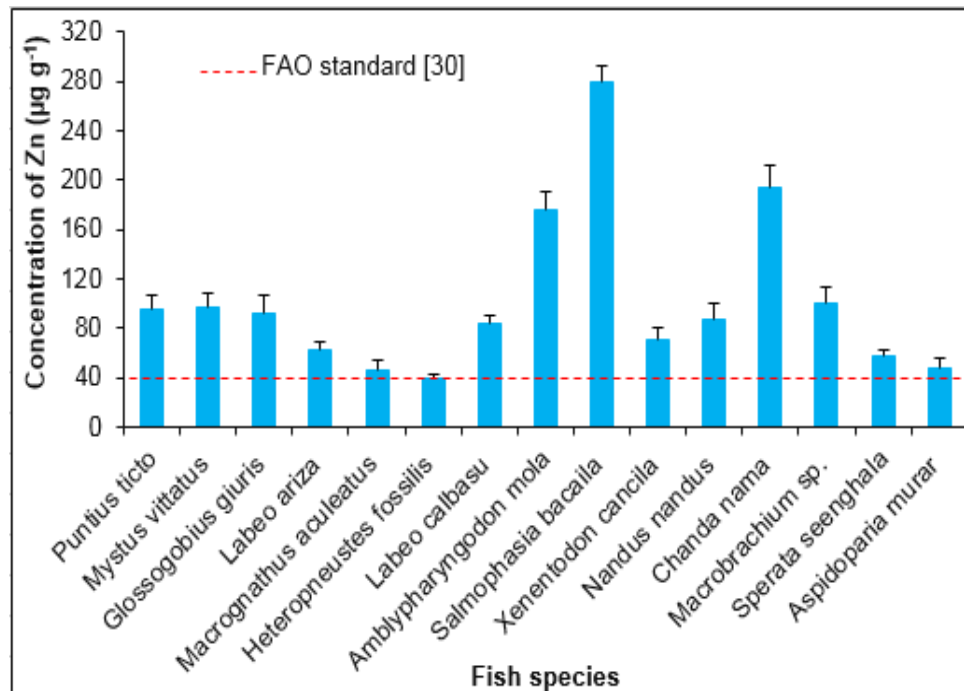 Concentration of Zn (µg g⁻¹)
320
280
240
200
160
120
80
40
0
FAO standard [30]
Puntius ticto
Mystus vittatus
Glossogobius giuris
Labeo ariza
Macrognathus aculeatus
Heteropneustes fossilis
Labeo calbasu
Amblypharyngodon mola
Salmophasia bacaila
Xenentodon cancila
Nandus nandus
Chanda nama
Macrobrachium sp.
Sperata seenghala
Aspidoparia murar
Fish species